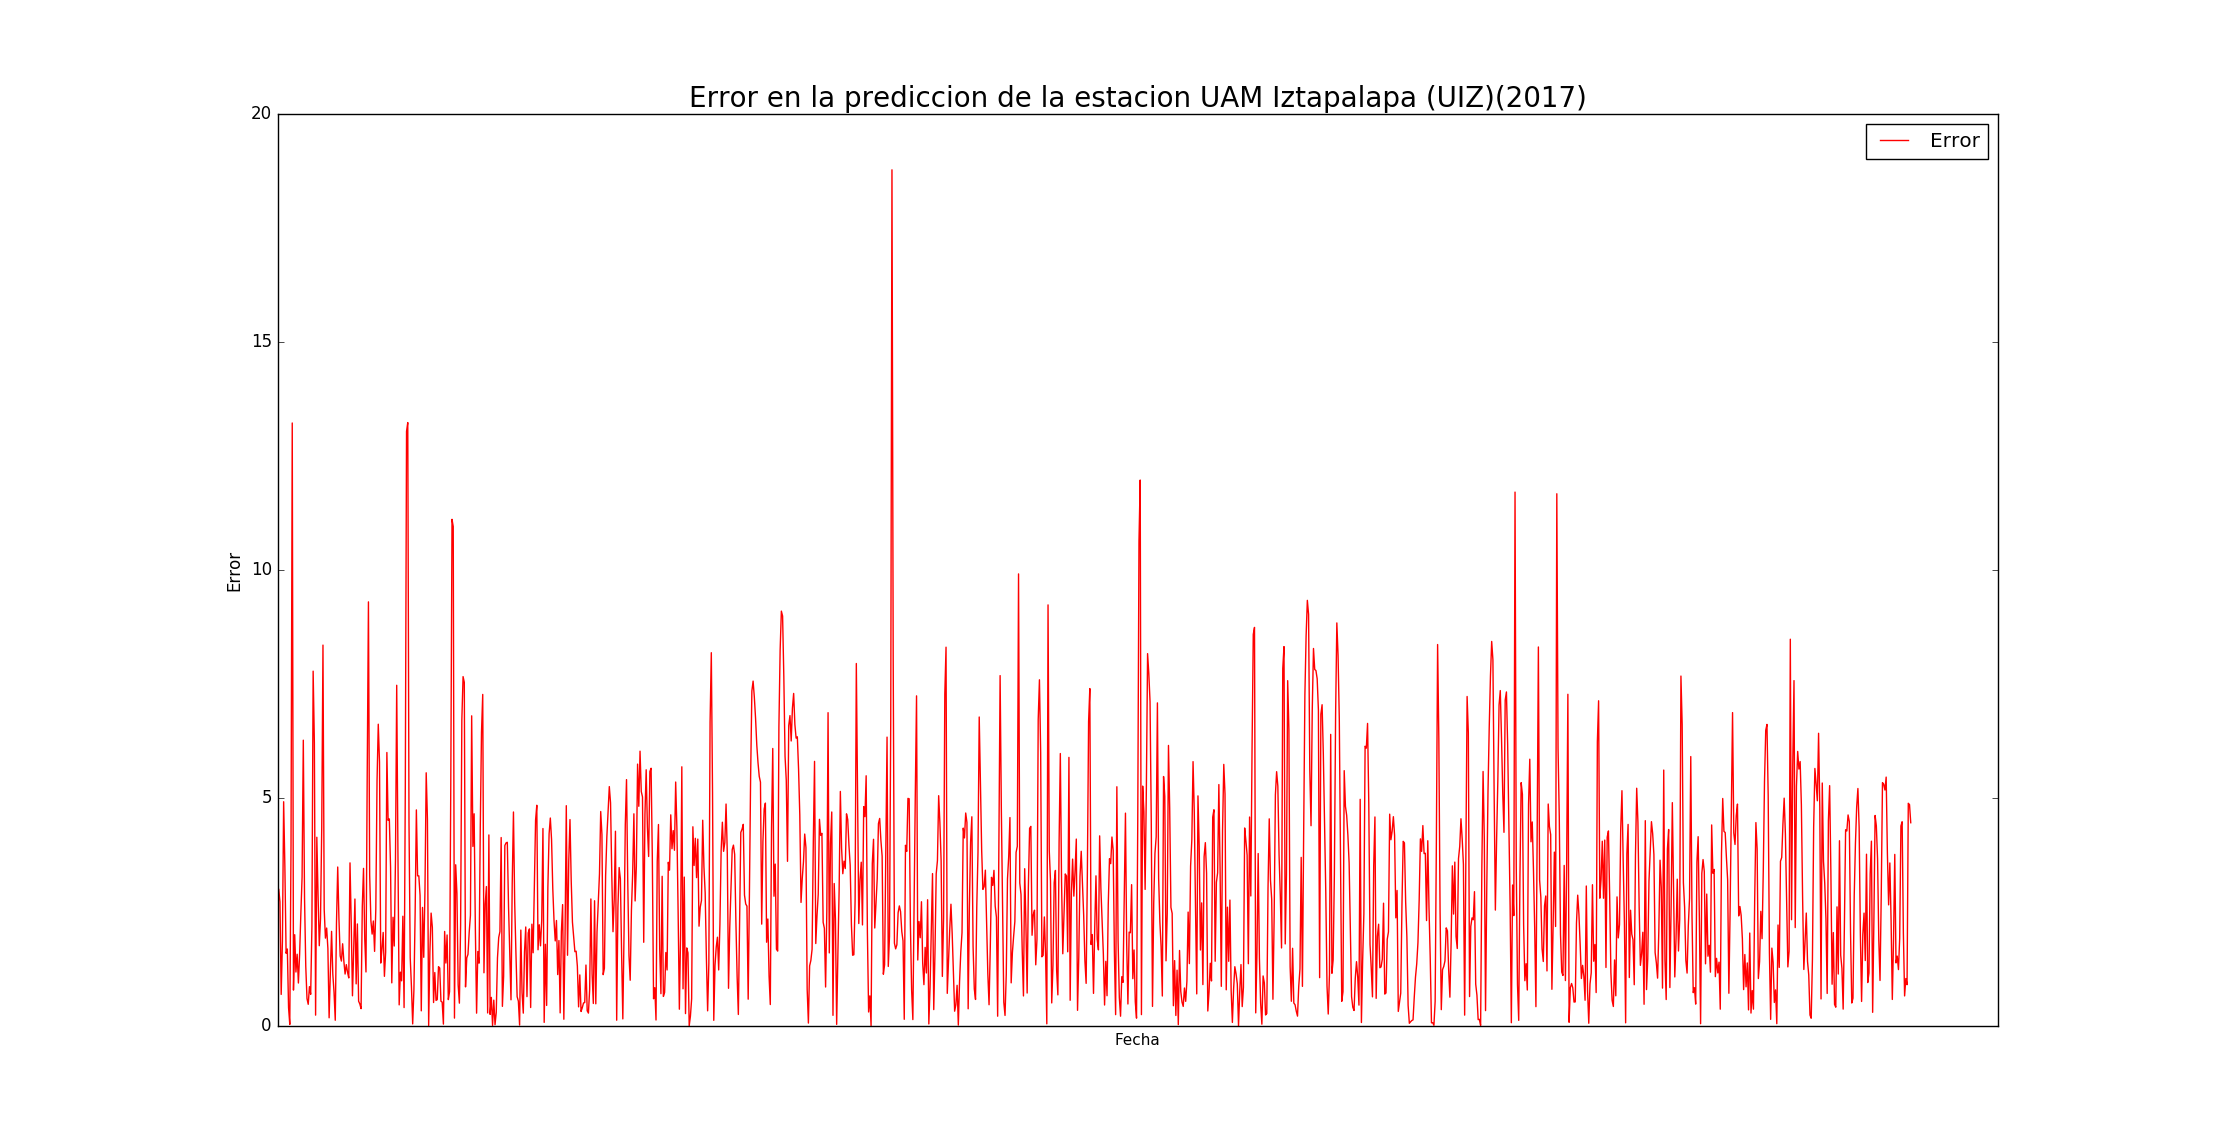 Error en la prediccion de la estacion UAM Iztapalapa (UIZ)(2017)
20
Error
15
10
Error
5
0
Fecha